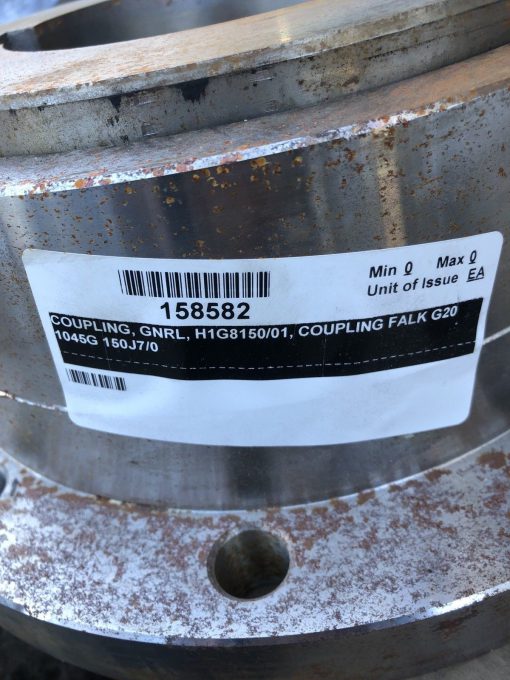 Min 0 Max 0
Unit of Issue EA
158582
COUPLING, GNRL, H1G8150/01, COUPLING FALK G20
1045G 150J7/0